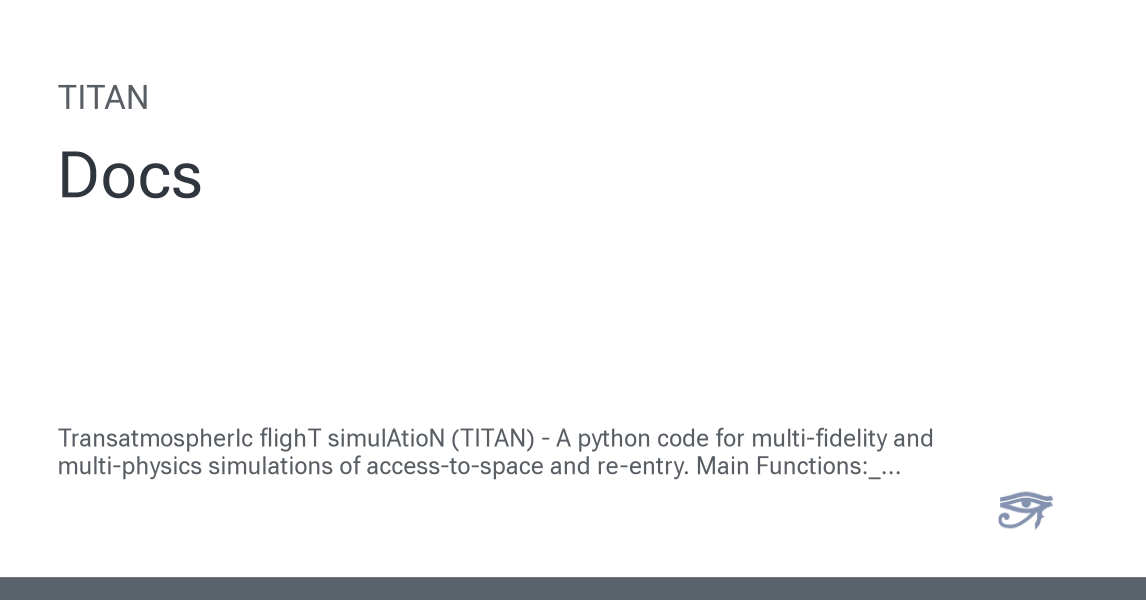 TITAN
Docs
TransatmospherIc flighT simulAtioN (TITAN) - A python code for multi-fidelity and
multi-physics simulations of access-to-space and re-entry. Main Functions:_...